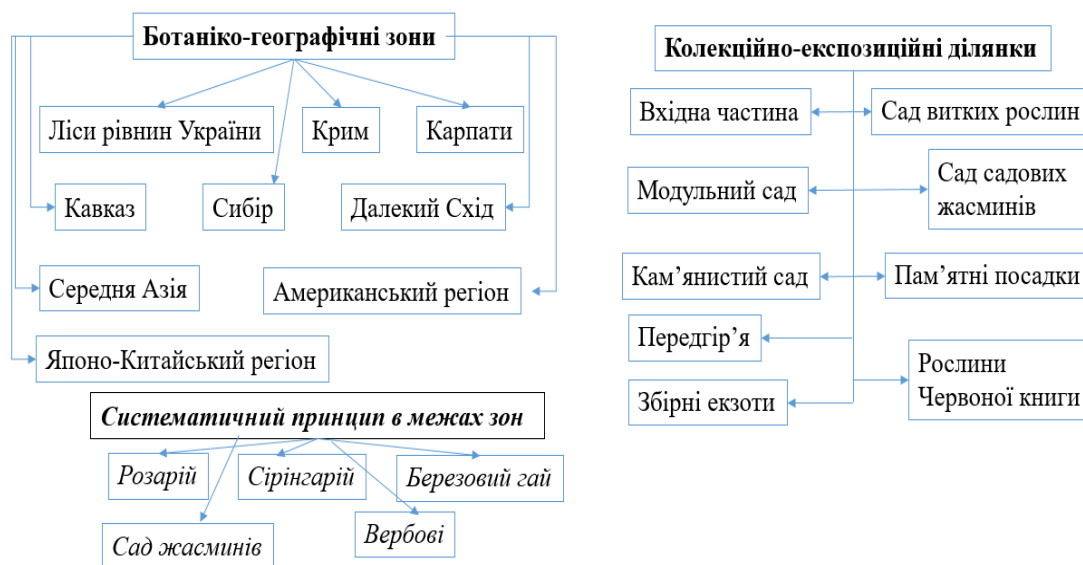 Ботаніко-географічні зони
Ліси рівнин України
Крим
Карпати
Кавказ
Сибір
Далекий Схід
Середня Азія
Американський регіон
Японо-Китайський регіон
Систематичний принцип в межах зон
Розарій
Сірінгарій
Березовий гай
Сад жасминів
Вербові
Колекційно-експозиційні ділянки
Вхідна частина
Сад витких рослин
Модульний сад
Сад садових
жасминів
Кам’янистий сад
Пам’ятні посадки
Передгір’я
Рослини
Червоної книги
Збірні екзоти